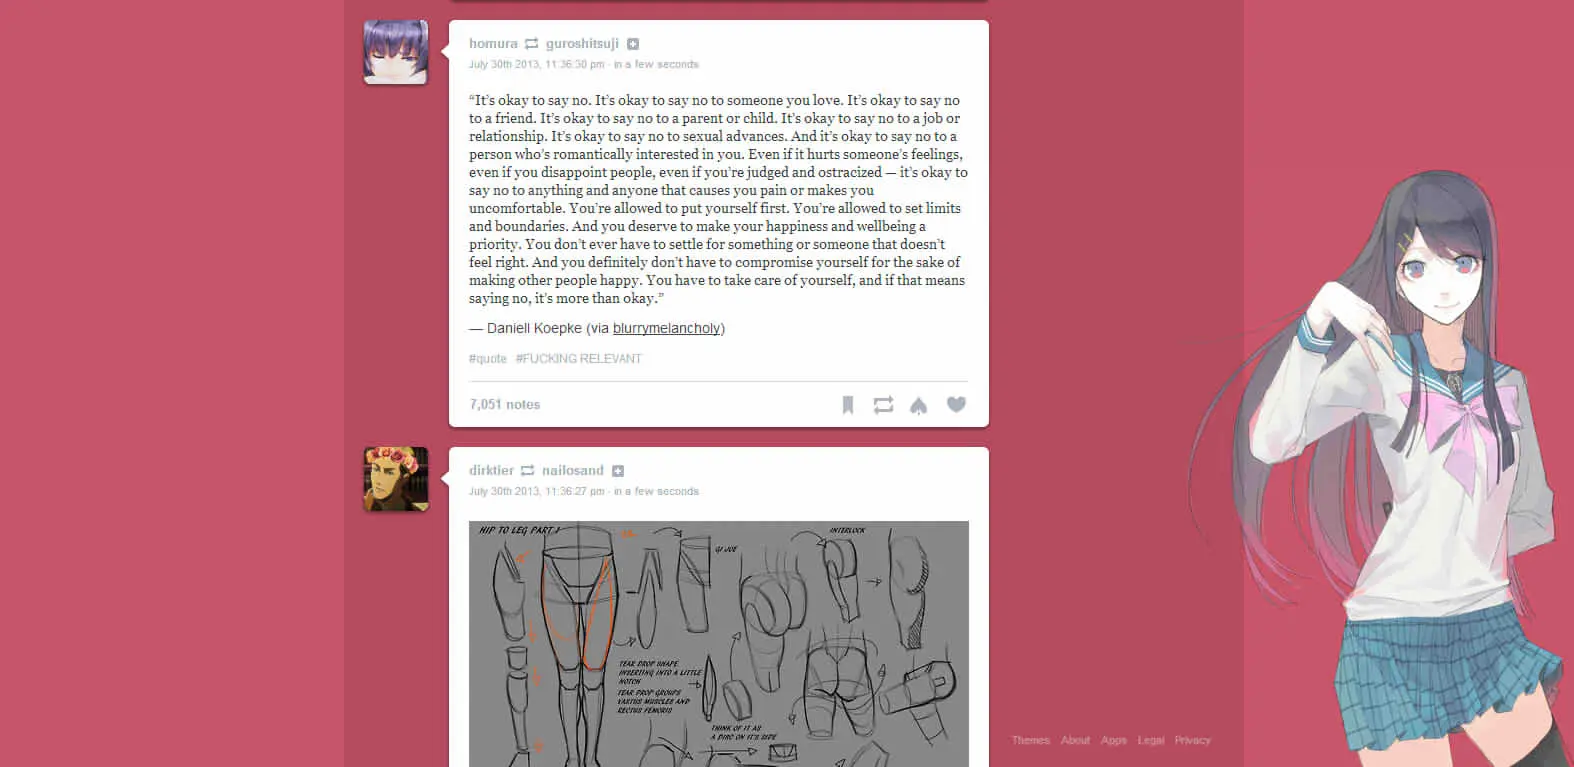 homura guroshitsuji
July 30th 2013, 11:36:30 pm · in a few seconds
“It’s okay to say no. It’s okay to say no to someone you love. It’s okay to say no
to a friend. It’s okay to say no to a parent or child. It’s okay to say no to a job or
relationship. It’s okay to say no to sexual advances. And it’s okay to say no to a
person who’s romantically interested in you. Even if it hurts someone’s feelings,
even if you disappoint people, even if you’re judged and ostracized — it’s okay to
say no to anything and anyone that causes you pain or makes you
uncomfortable. You’re allowed to put yourself first. You’re allowed to set limits
and boundaries. And you deserve to make your happiness and wellbeing a
priority. You don’t ever have to settle for something or someone that doesn’t
feel right. And you definitely don’t have to compromise yourself for the sake of
making other people happy. You have to take care of yourself, and if that means
saying no, it’s more than okay.”
— Daniell Koepke (via blurrymelancholy)
#quote #FUCKING RELEVANT
7,051 notes
dirktier nailosand
July 30th 2013, 11:36:27 pm · in a few seconds
HIP TO LEG PART 1
INTERLOCK
GI JOE
TEAR DROP SHAPE
INVERTING INTO A LITTLE
NOTCH
TEAR DROP GROUPS
VASTUS MUSCLES AND
RECTUS FEMORIS
THINK OF IT AS
A DISC ON IT'S SIDE
Themes About Apps Legal Privacy